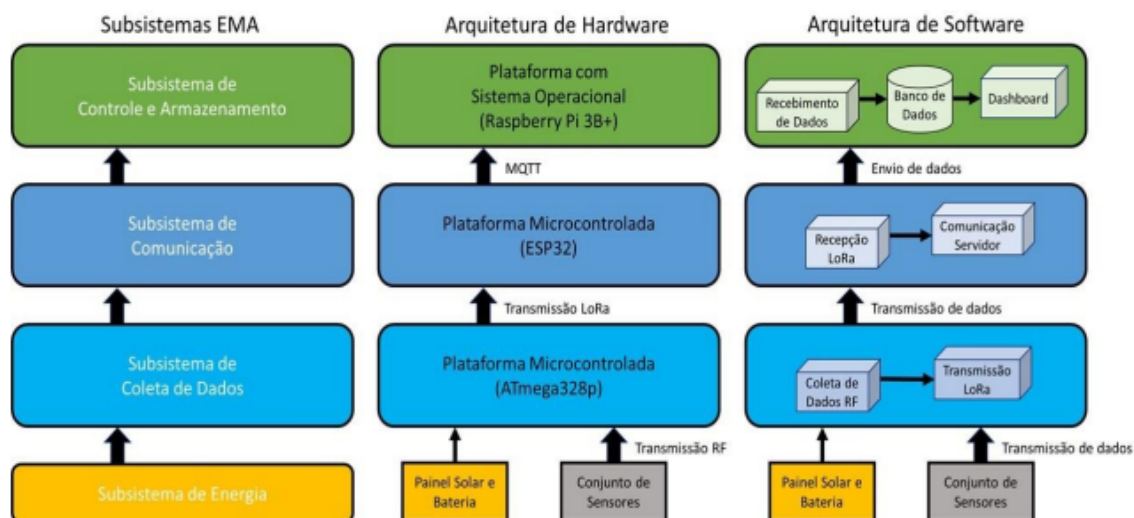 Subsistemas EMA
Subsistema de
Controle e Armazenamento
Subsistema de
Comunicação
Subsistema de
Coleta de Dados
Subsistema de Energia
Arquitetura de Hardware
Plataforma com
Sistema Operacional
(Raspberry Pi 3B+)
MQTT
Plataforma Microcontrolada
(ESP32)
Transmissão LoRa
Plataforma Microcontrolada
(ATmega328p)
Transmissão RF
Painel Solar e
Bateria
Conjunto de
Sensores
Arquitetura de Software
Recebimento
de Dados
Banco de
Dados
Dashboard
Envio de dados
Recepção
LoRa
Comunicação
Servidor
Transmissão de dados
Coleta de
Dados RF
Transmissão
LoRa
Transmissão de dados
Painel Solar e
Bateria
Conjunto de
Sensores